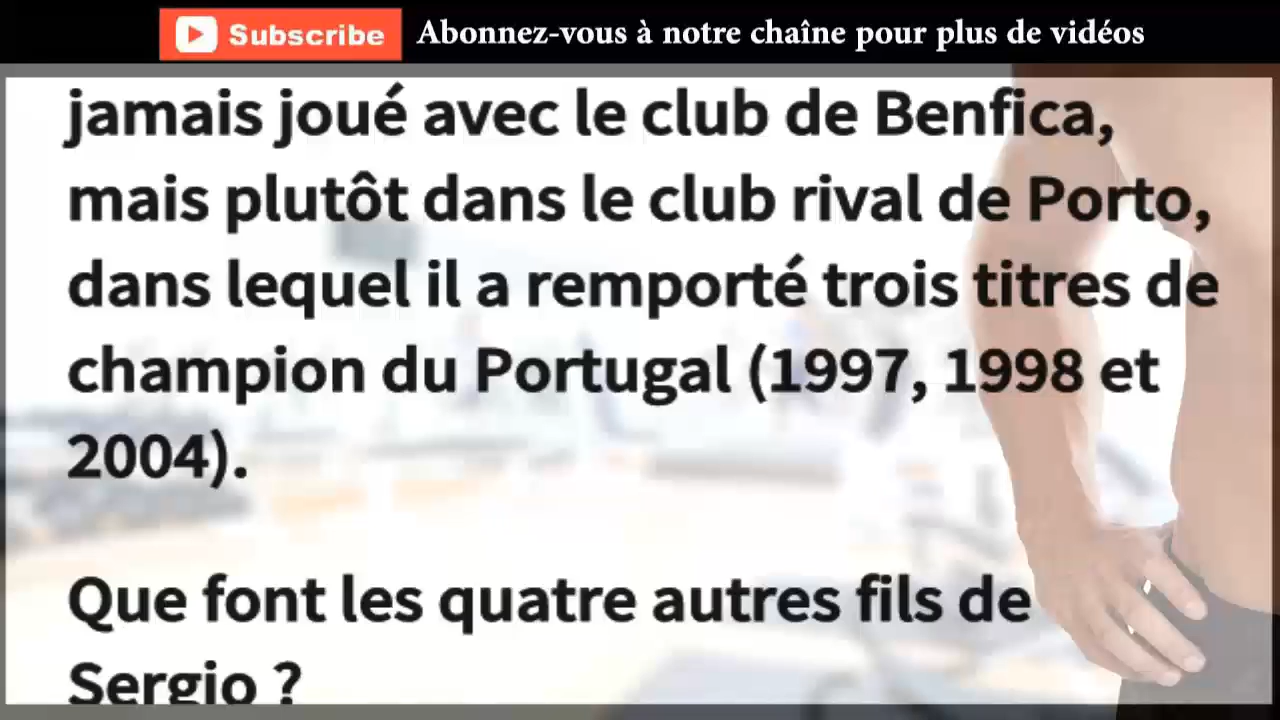 Subscribe Abonnez-vous à notre chaîne pour plus de vidéos
jamais joué avec le club de Benfica,
mais plutôt dans le club rival de Porto,
dans lequel il a remporté trois titres de
champion du Portugal (1997, 1998 et
2004).
Que font les quatre autres fils de
Sergio ?